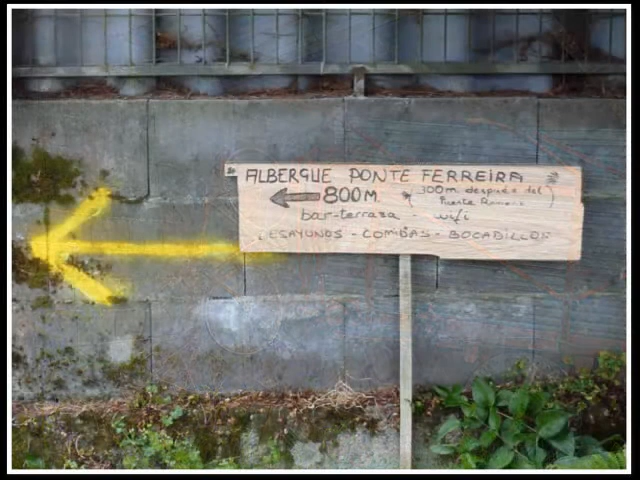 ALBERGUE PONTE FERREIRA
800M (300m. después del
Puente Romano)
bar-terraza - wifi
DESAYUNOS - COMIDAS - BOCADILLOS